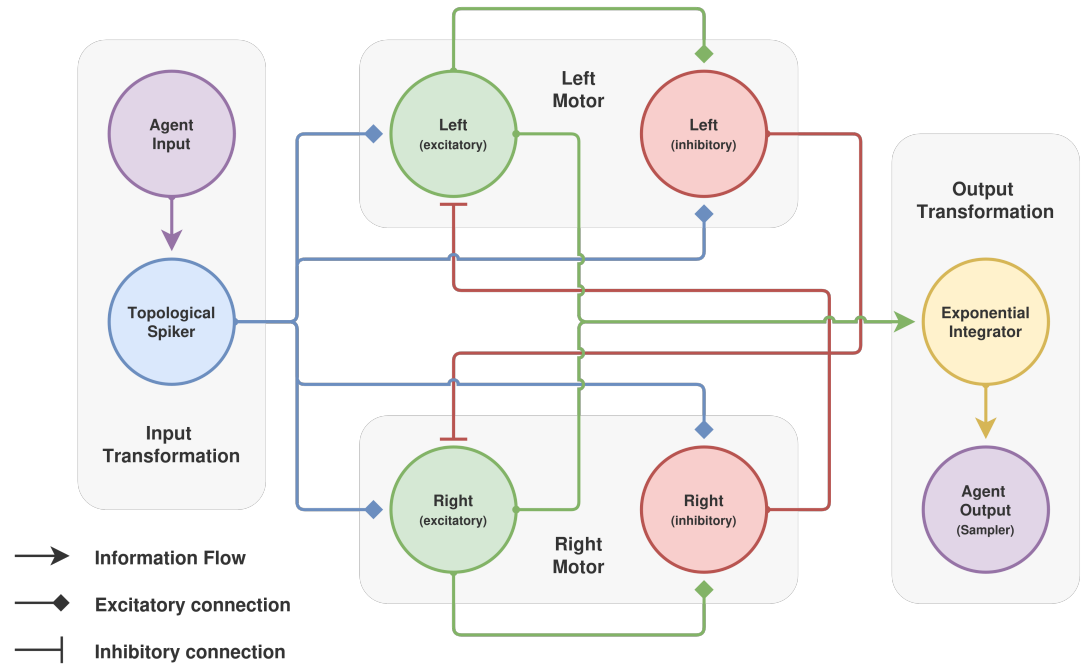 Agent
Input
Topological
Spiker
Input
Transformation
Left
Motor
Left
(excitatory)
Left
(inhibitory)
Right
(excitatory)
Right
(inhibitory)
Right
Motor
Output
Transformation
Exponential
Integrator
Agent
Output
(Sampler)
Information Flow
Excitatory connection
Inhibitory connection